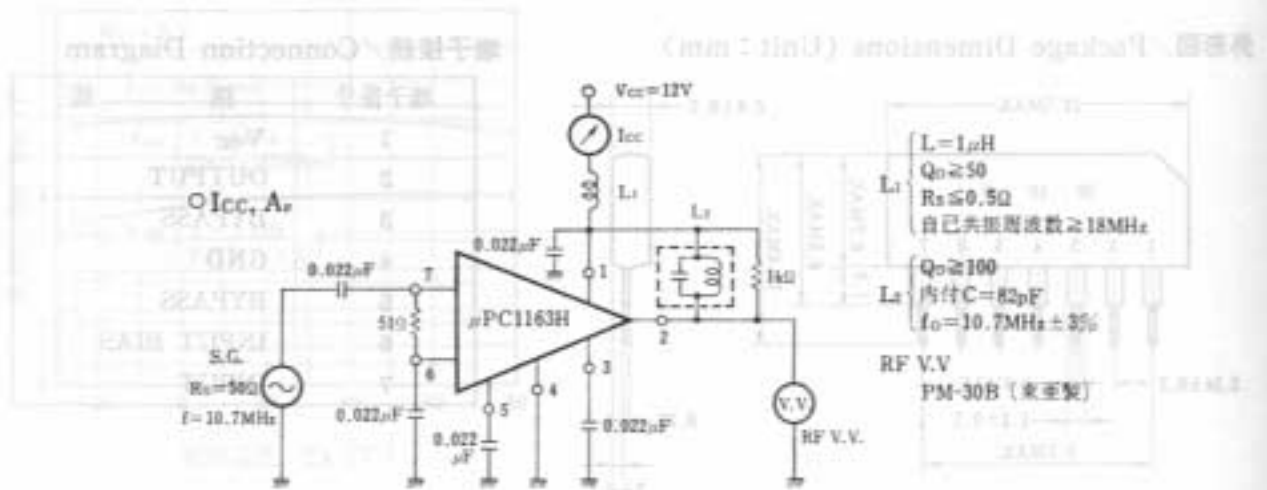 外形図／Package Dimensions (Unit : mm)
端子接続／Connection Diagram
端子番号
1 Vcc
2 OUTPUT
3 BYPASS
4 GND
5 BYPASS
6 INPUT BIAS
7
Vcc=12V
Icc
L1
○ Icc, Av
0.022μF
0.022μF
L2
1
7
51Ω
μPC1163H
1kΩ
2
6
3
S.G.
Rs=50Ω
f=10.7MHz
0.022μF
5
4
0.022
μF
0.022μF
V.V
RF V.V.
L1
L=1μH
Qo≧50
Rs≦0.5Ω
自己共振周波数≧18MHz
L2
Qo≧100
内付C=82pF
fo=10.7MHz±3%
RF V.V
PM-30B〔東亜製〕